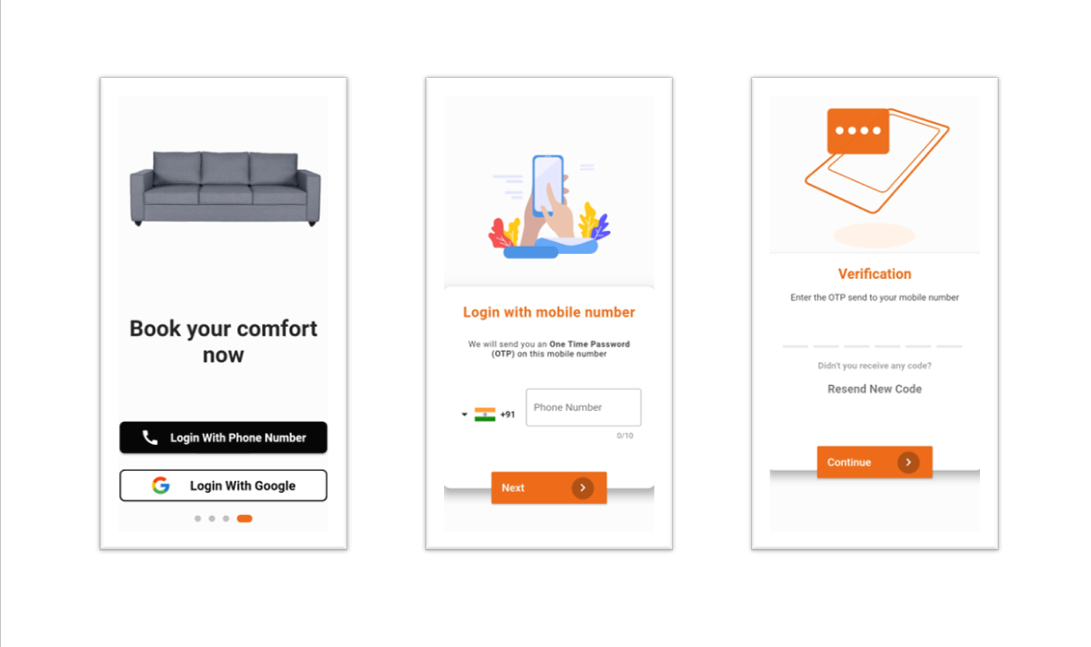 Book your comfort
now
Login With Phone Number
Login With Google
Login with mobile number
We will send you an One Time Password
(OTP) on this mobile number
+91
Phone Number
0/10
Next
Verification
Enter the OTP send to your mobile number
Didn't you receive any code?
Resend New Code
Continue